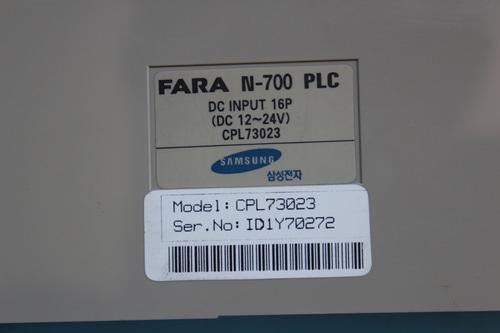 FARA N-700 PLC
DC INPUT 16P
(DC 12~24V)
CPL73023
SAMSUNG
삼성전자
Model: CPL73023
Ser.No: ID1Y70272